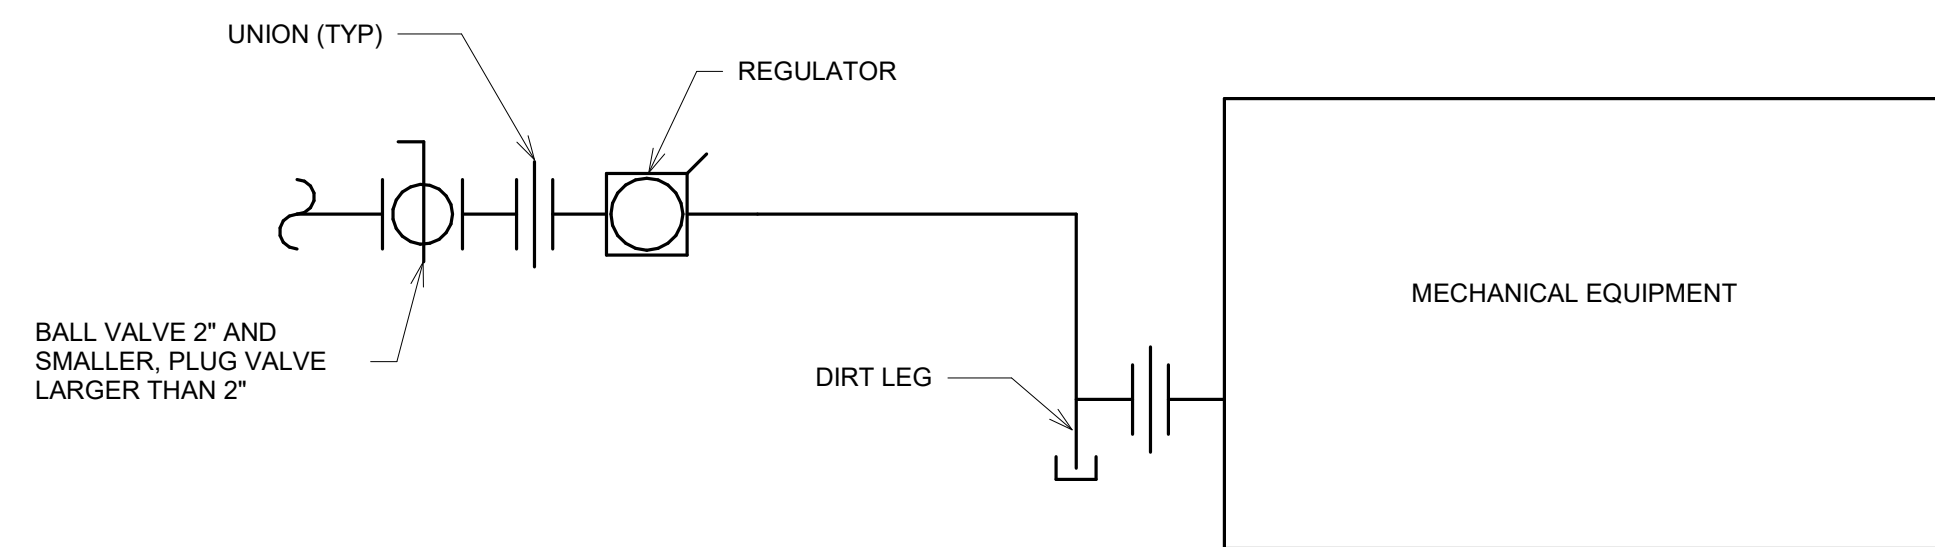 UNION (TYP)
REGULATOR
MECHANICAL EQUIPMENT
BALL VALVE 2" AND
SMALLER, PLUG VALVE
LARGER THAN 2"
DIRT LEG